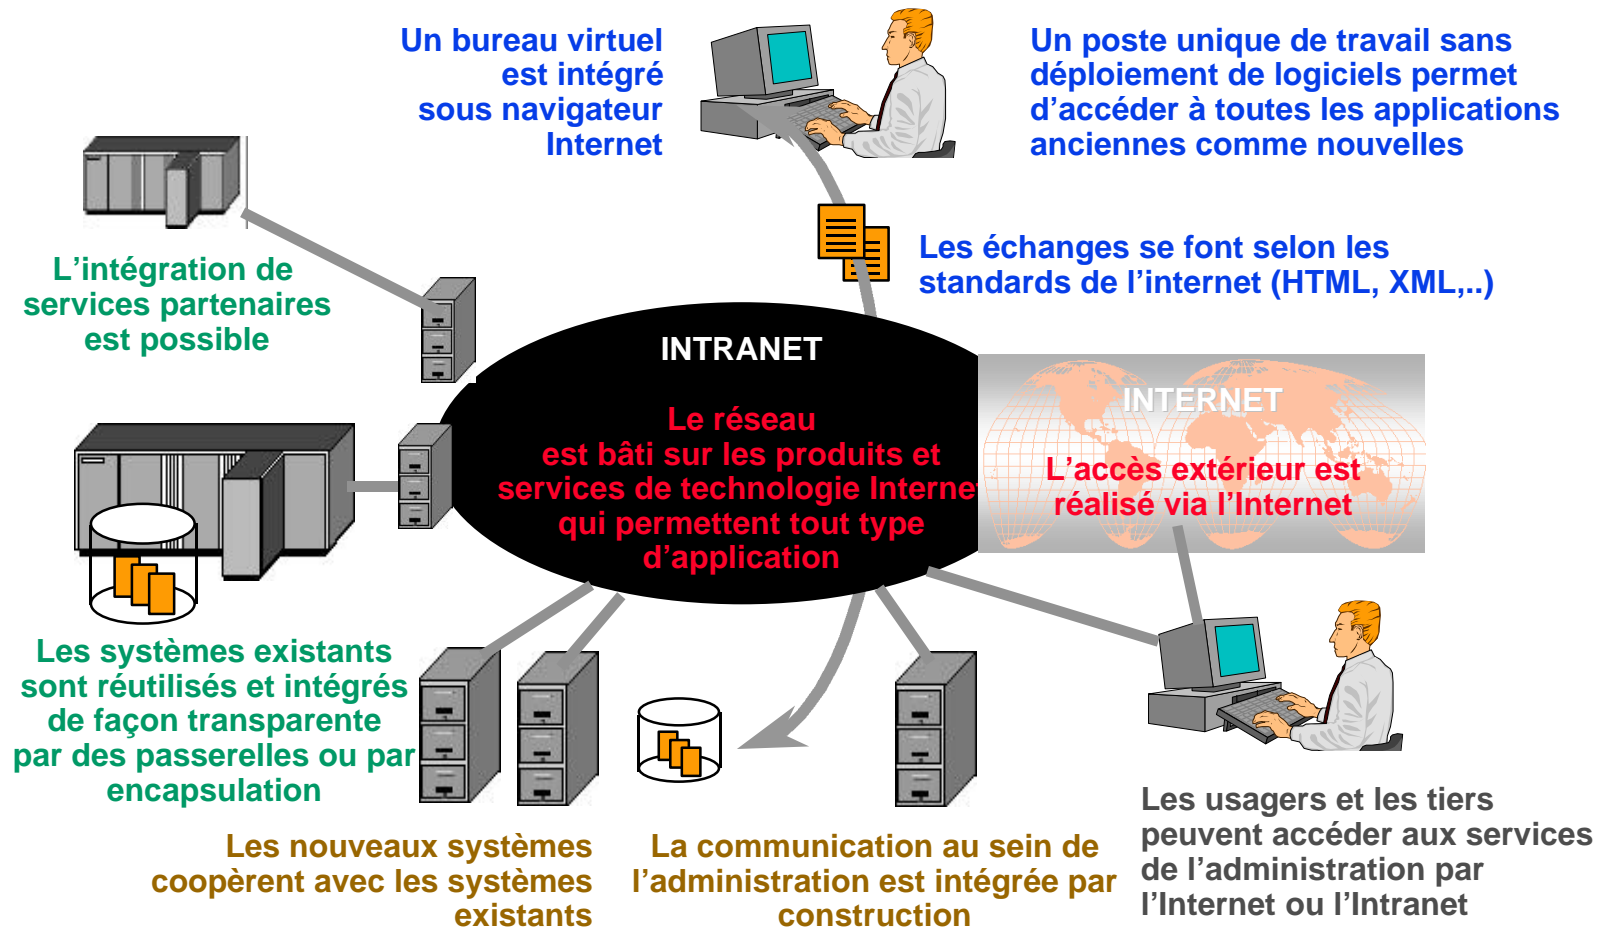 Un bureau virtuel
est intégré
sous navigateur
Internet
Un poste unique de travail sans
déploiement de logiciels permet
d’accéder à toutes les applications
anciennes comme nouvelles
Les échanges se font selon les
standards de l’internet (HTML, XML,..)
L’intégration de
services partenaires
est possible
INTRANET
Le réseau
est bâti sur les produits et
services de technologie Internet
qui permettent tout type
d’application
INTERNET
L’accès extérieur est
réalisé via l’Internet
Les systèmes existants
sont réutilisés et intégrés
de façon transparente
par des passerelles ou par
encapsulation
Les nouveaux systèmes
coopèrent avec les systèmes
existants
La communication au sein de
l’administration est intégrée par
construction
Les usagers et les tiers
peuvent accéder aux services
de l’administration par
l’Internet ou l’Intranet